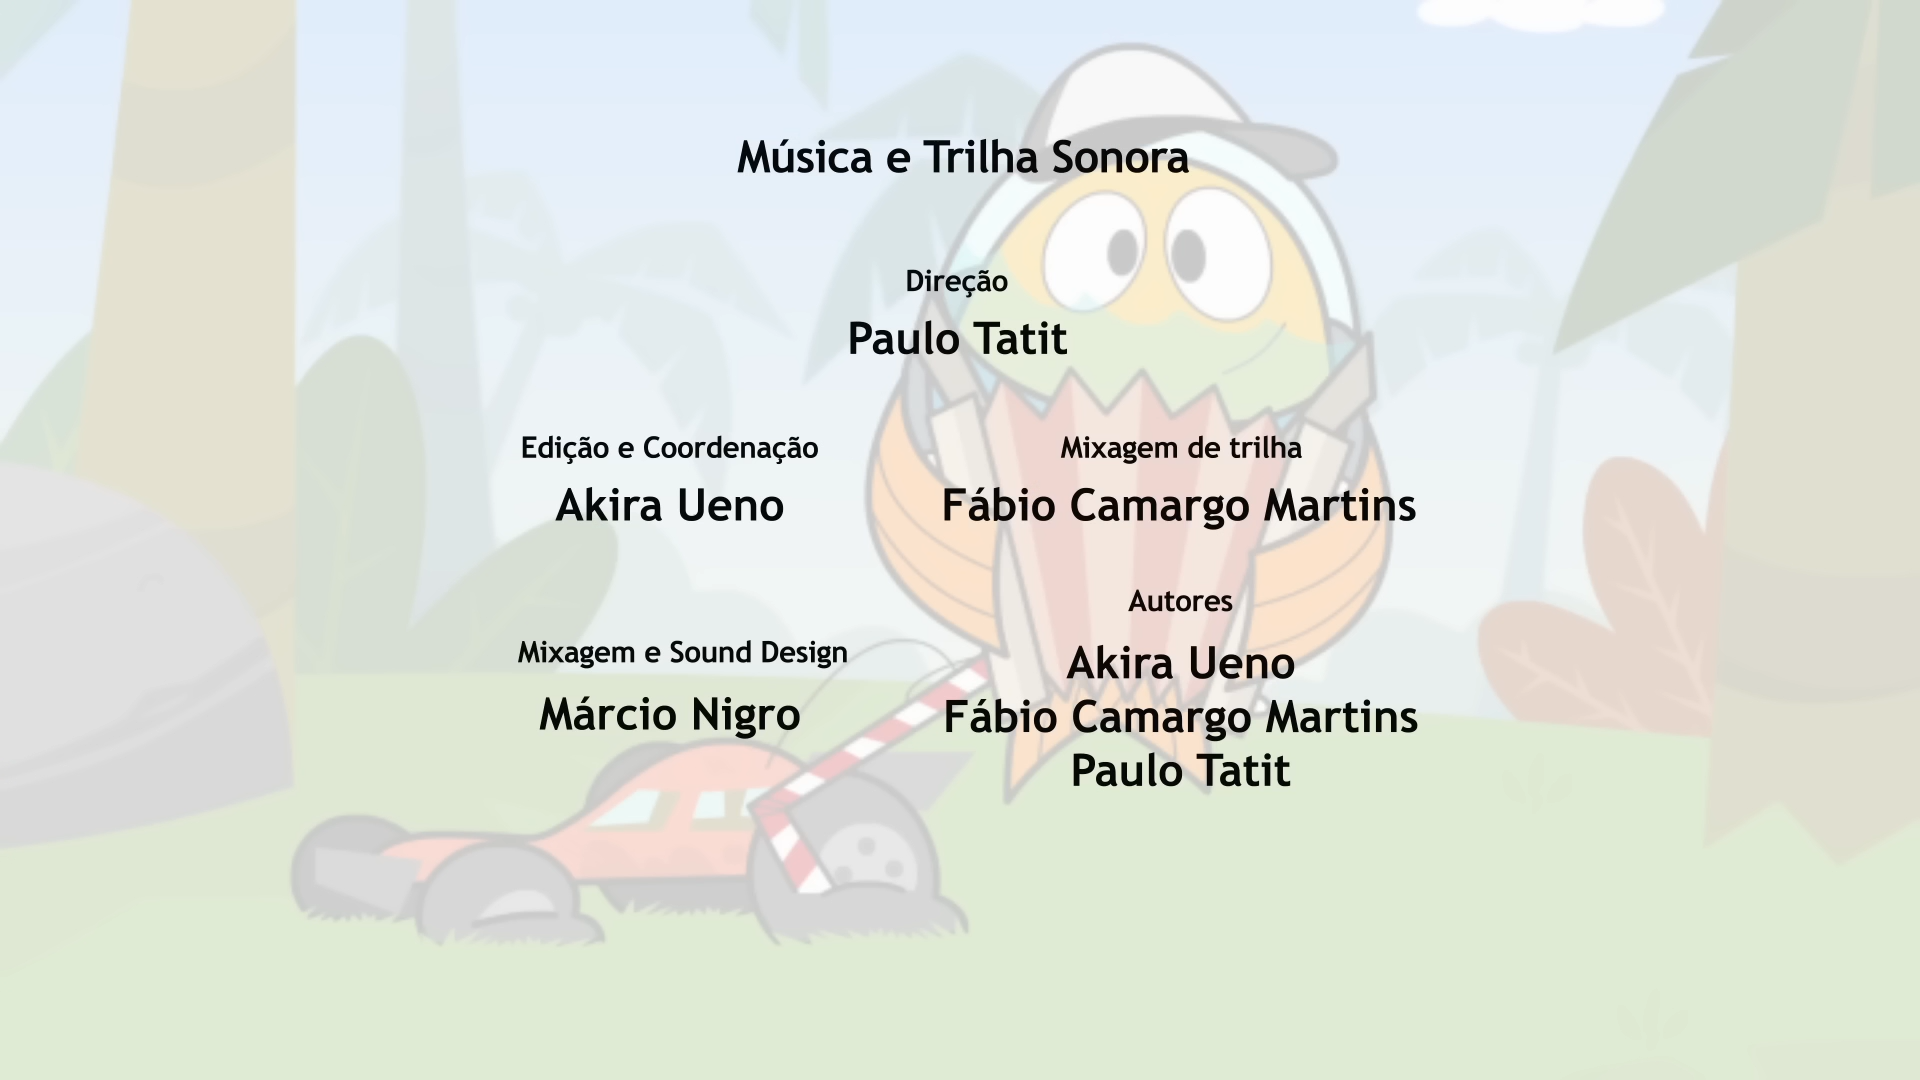 Música e Trilha Sonora
Direção
Paulo Tatit
Edição e Coordenação
Akira Ueno
Mixagem de trilha
Fábio Camargo Martins
Mixagem e Sound Design
Márcio Nigro
Autores
Akira Ueno
Fábio Camargo Martins
Paulo Tatit